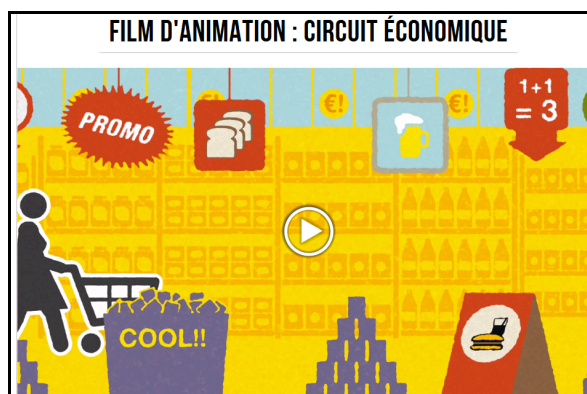 FILM D'ANIMATION : CIRCUIT ÉCONOMIQUE
€!
€!
€!
PROMO
1+1
= 3
COOL!!